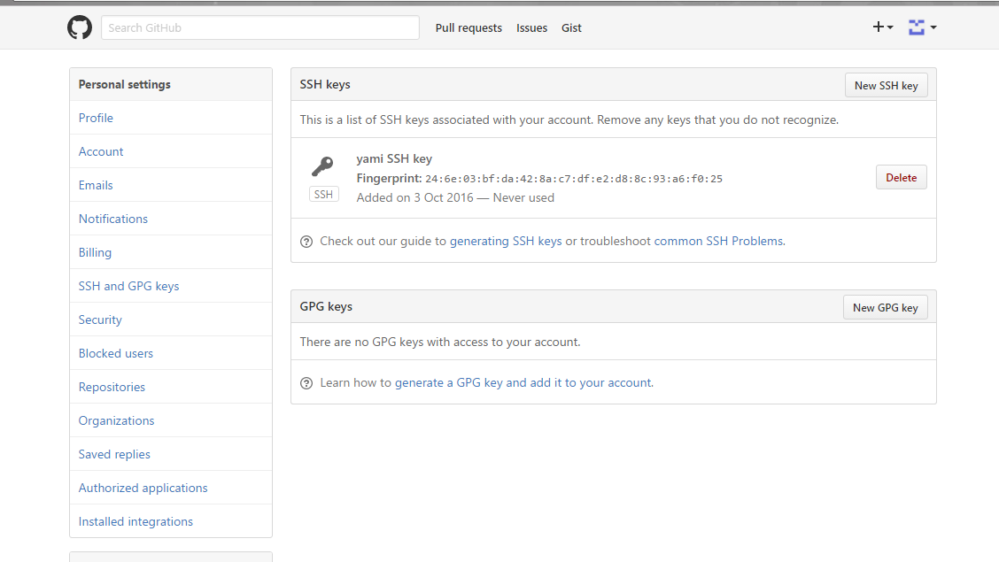 Search GitHub
Pull requests
Issues
Gist
Personal settings
Profile
Account
Emails
Notifications
Billing
SSH and GPG keys
Security
Blocked users
Repositories
Organizations
Saved replies
Authorized applications
Installed integrations
SSH keys
New SSH key
This is a list of SSH keys associated with your account. Remove any keys that you do not recognize.
yami SSH key
Fingerprint: 24:6e:03:bf:da:42:8a:c7:df:e2:d8:8c:93:a6:f0:25
SSH
Added on 3 Oct 2016 — Never used
Delete
Check out our guide to generating SSH keys or troubleshoot common SSH Problems.
GPG keys
New GPG key
There are no GPG keys with access to your account.
Learn how to generate a GPG key and add it to your account.